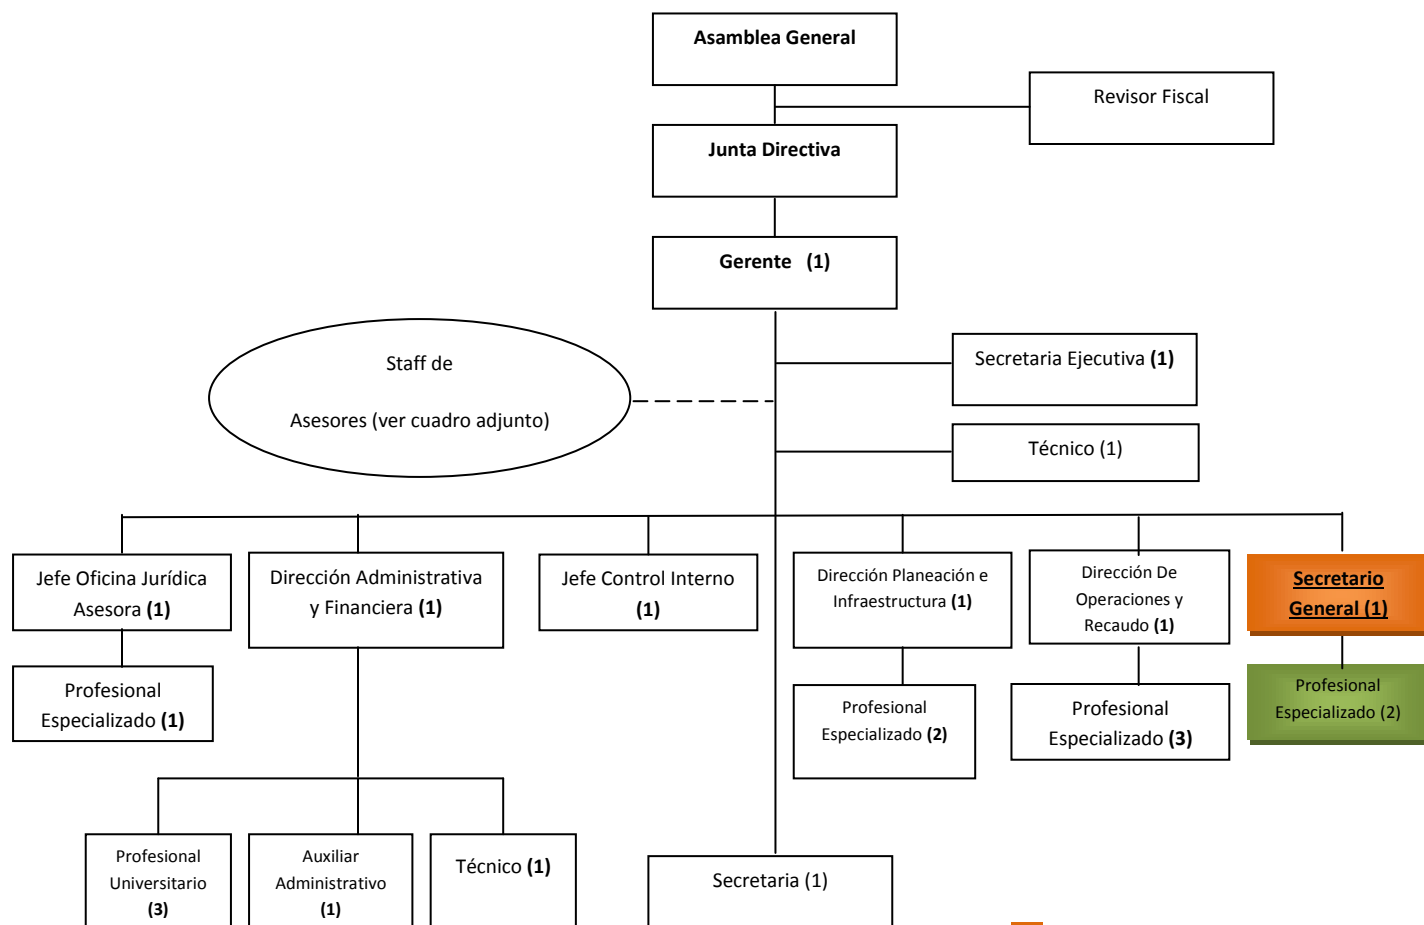 Asamblea General
Revisor Fiscal
Junta Directiva
Gerente (1)
Staff de
Asesores (ver cuadro adjunto)
Secretaria Ejecutiva (1)
Técnico (1)
Jefe Oficina Jurídica
Asesora (1)
Dirección Administrativa
y Financiera (1)
Jefe Control Interno
(1)
Dirección Planeación e
Infraestructura (1)
Dirección De
Operaciones y
Recaudo (1)
Secretario
General (1)
Profesional
Especializado (1)
Profesional
Especializado (2)
Profesional
Especializado (3)
Profesional
Especializado (2)
Profesional
Universitario
(3)
Auxiliar
Administrativo
(1)
Técnico (1)
Secretaria (1)